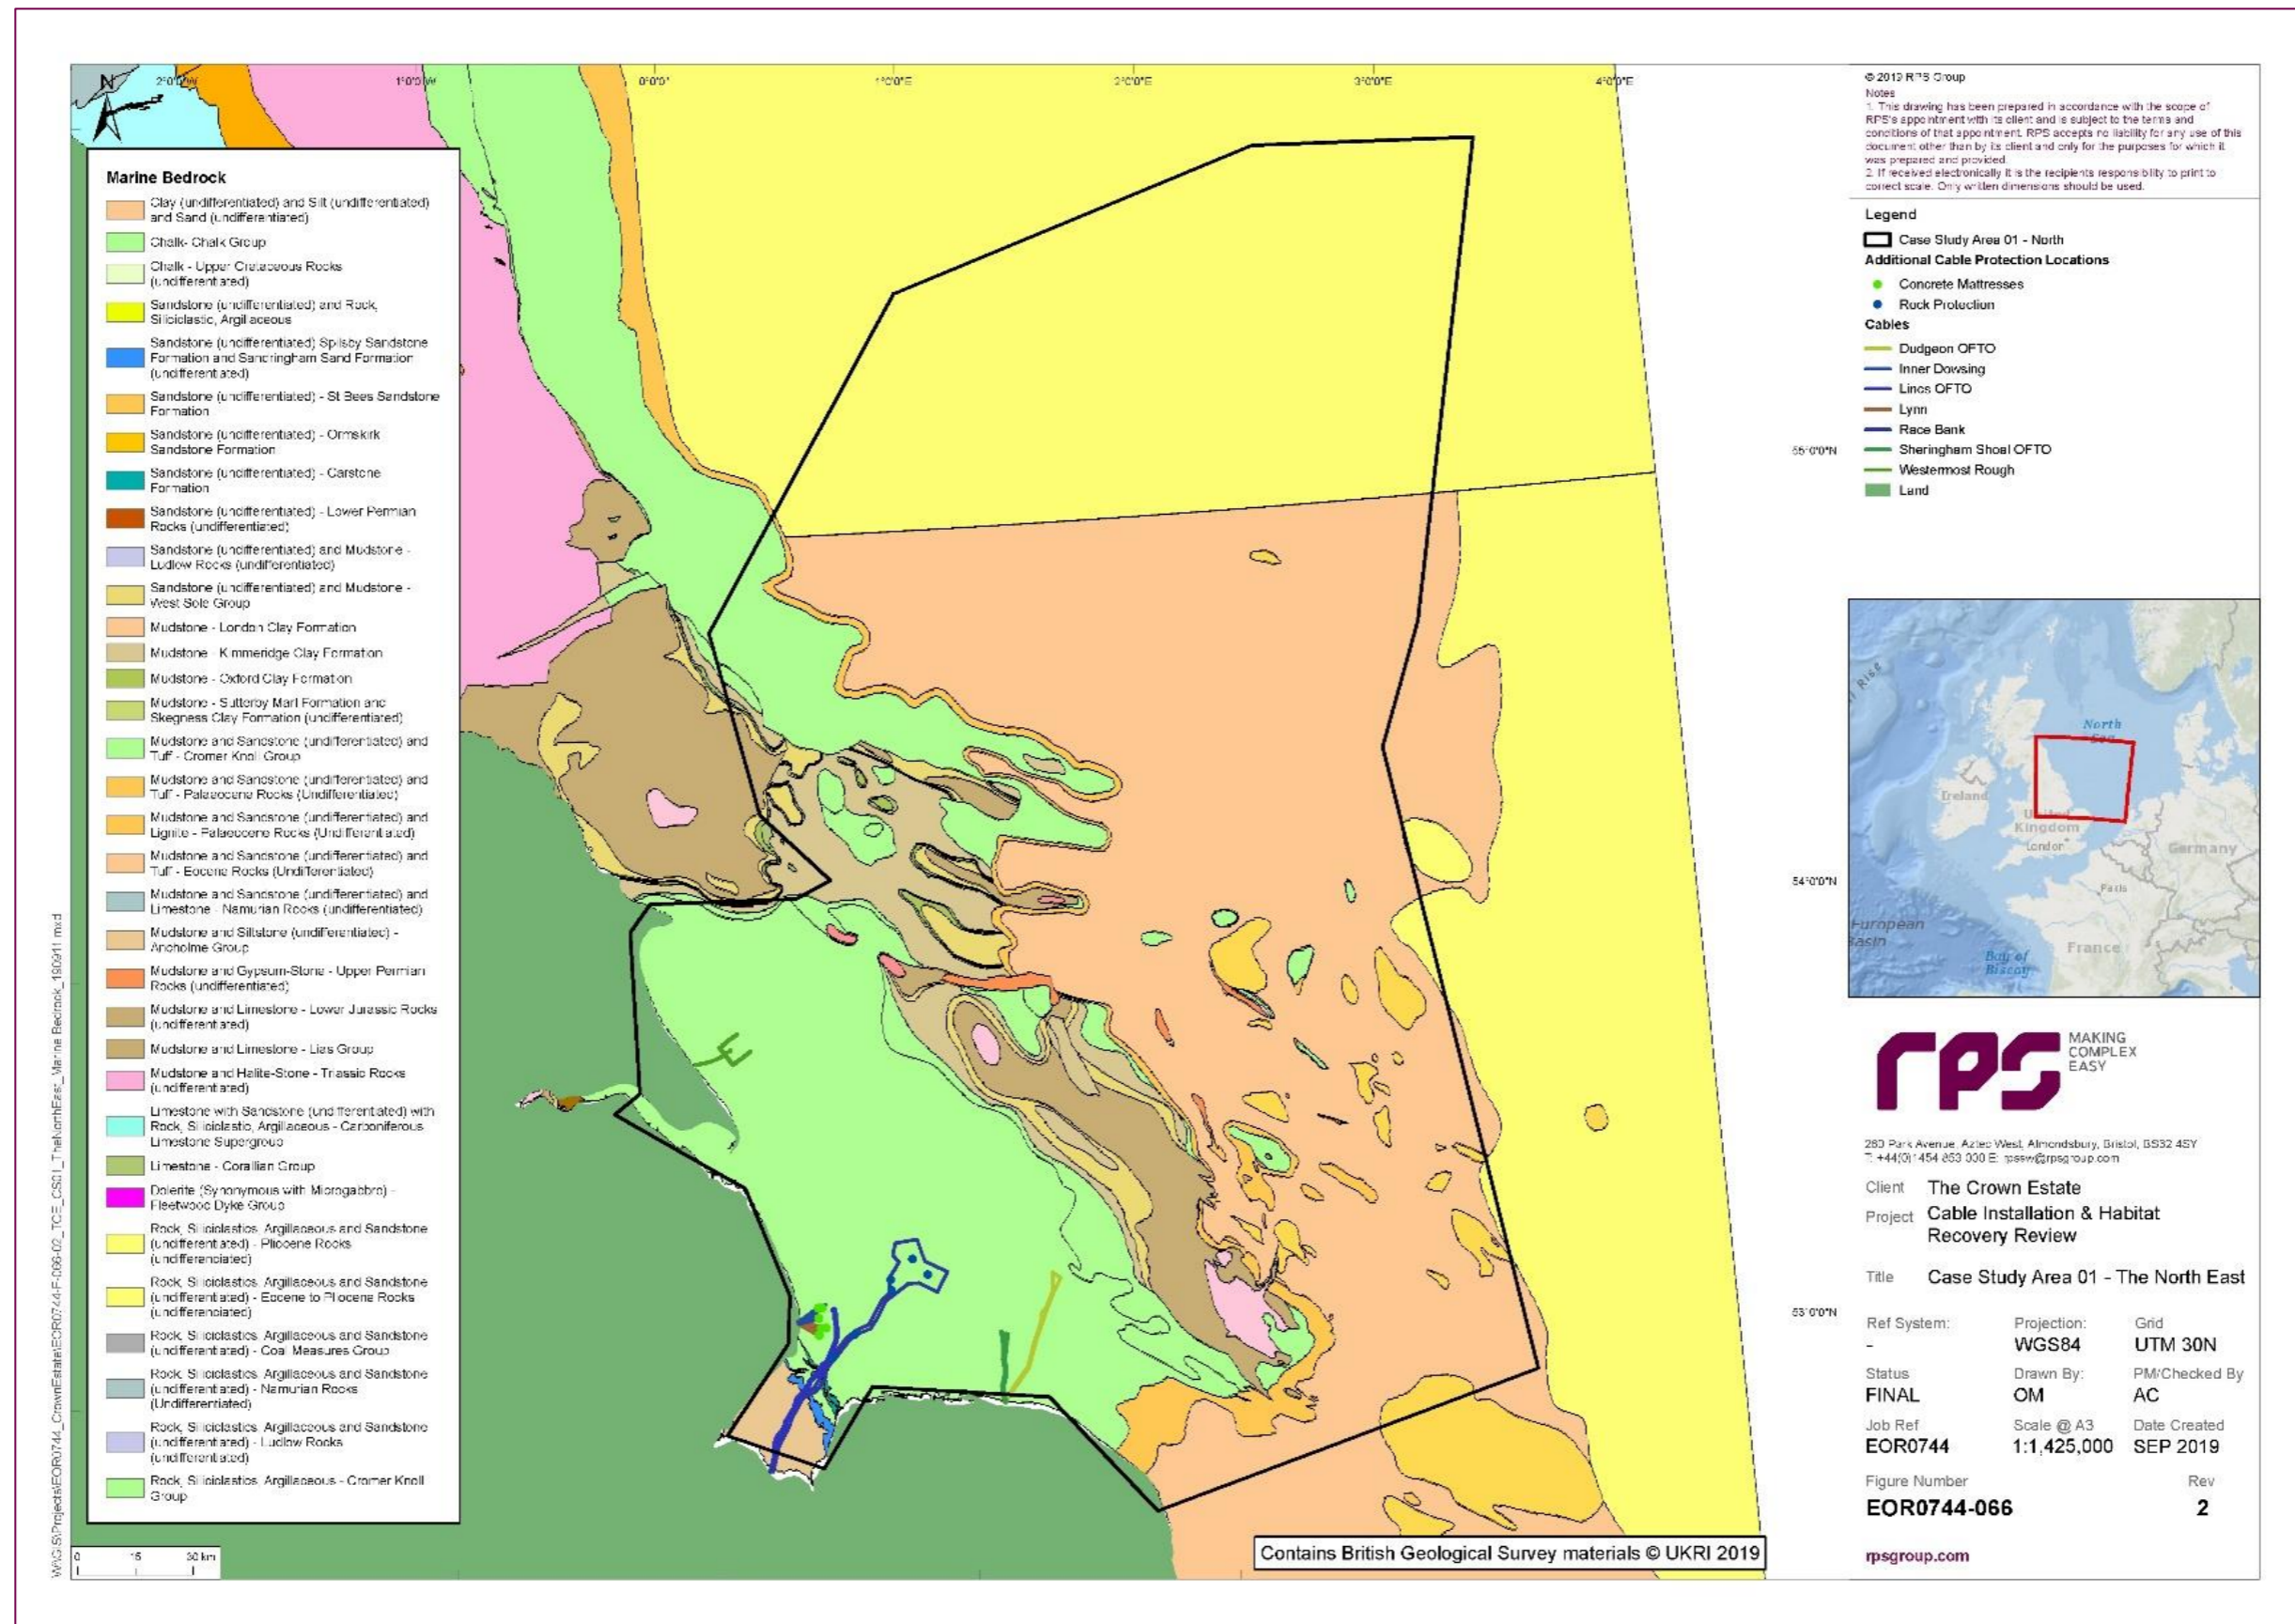 N
2°0'0"W
1°0'0"W
0°0'0"
1°0'0"E
2°0'0"E
3°0'0"E
4°0'0"E
Marine Bedrock
Clay (undifferentiated) and Silt (undifferentiated)
and Sand (undifferentiated)
Chalk- Chalk Group
Chalk - Upper Cretaceous Rocks
(undifferentiated)
Sandstone (undifferentiated) and Rock,
Siliciclastic, Argillaceous
Sandstone (undifferentiated) Spilsby Sandstone
Formation and Sandringham Sand Formation
(undifferentiated)
Sandstone (undifferentiated) - St Bees Sandstone
Formation
Sandstone (undifferentiated) - Ormskirk
Sandstone Formation
Sandstone (undifferentiated) - Carstone
Formation
Sandstone (undifferentiated) - Lower Permian
Rocks (undifferentiated)
Sandstone (undifferentiated) and Mudstone -
Ludlow Rocks (undifferentiated)
Sandstone (undifferentiated) and Mudstone -
West Sole Group
Mudstone - London Clay Formation
Mudstone - Kimmeridge Clay Formation
Mudstone - Oxford Clay Formation
Mudstone - Sutterby Marl Formation and
Skegness Clay Formation (undifferentiated)
Mudstone and Sandstone (undifferentiated) and
Tuff - Cromer Knoll Group
Mudstone and Sandstone (undifferentiated) and
Tuff - Palaeocene Rocks (Undifferentiated)
Mudstone and Sandstone (undifferentiated) and
Lignite - Palaeocene Rocks (Undifferentiated)
Mudstone and Sandstone (undifferentiated) and
Tuff - Eocene Rocks (Undifferentiated)
Mudstone and Sandstone (undifferentiated) and
Limestone - Namurian Rocks (undifferentiated)
Mudstone and Siltstone (undifferentiated) -
Ancholme Group
Mudstone and Gypsum-Stone - Upper Permian
Rocks (undifferentiated)
Mudstone and Limestone - Lower Jurassic Rocks
(undifferentiated)
Mudstone and Limestone - Lias Group
Mudstone and Halite-Stone - Triassic Rocks
(undifferentiated)
Limestone with Sandstone (undifferentiated) with
Rock, Siliciclastic, Argillaceous - Carboniferous
Limestone Supergroup
Limestone - Corallian Group
Dolerite (Synonymous with Microgabbro) -
Fleetwood Dyke Group
Rock, Siliciclastics, Argillaceous and Sandstone
(undifferentiated) - Pliocene Rocks
(undifferenciated)
Rock, Siliciclastics, Argillaceous and Sandstone
(undifferentiated) - Eocene to Pliocene Rocks
(undifferenciated)
Rock, Siliciclastics, Argillaceous and Sandstone
(undifferentiated) - Coal Measures Group
Rock, Siliciclastics, Argillaceous and Sandstone
(undifferentiated) - Namurian Rocks
(Undifferentiated)
Rock, Siliciclastics, Argillaceous and Sandstone
(undifferentiated) - Ludlow Rocks
(undifferentiated)
Rock, Siliciclastics, Argillaceous - Cromer Knoll
Group
0 15 30 km
Contains British Geological Survey materials © UKRI 2019
55°0'0"N
54°0'0"N
53°0'0"N
© 2019 RPS Group
Notes
1. This drawing has been prepared in accordance with the scope of
RPS's appointment with its client and is subject to the terms and
conditions of that appointment. RPS accepts no liability for any use of this
document other than by its client and only for the purposes for which it
was prepared and provided.
2. If received electronically it is the recipients responsibility to print to
correct scale. Only written dimensions should be used.
Legend
Case Study Area 01 - North
Additional Cable Protection Locations
Concrete Mattresses
Rock Protection
Cables
Dudgeon OFTO
Inner Dowsing
Lincs OFTO
Lynn
Race Bank
Sheringham Shoal OFTO
Westermost Rough
Land
Rise
North
Sea
Ireland
United
Kingdom
London
Germany
Paris
European
Basin
France
Bay of
Biscay
rps
MAKING
COMPLEX
EASY
260 Park Avenue, Aztec West, Almondsbury, Bristol, BS32 4SY
T: +44(0)1454 853 000 E: rpssw@rpsgroup.com
Client The Crown Estate
Project Cable Installation & Habitat
Recovery Review
Title Case Study Area 01 - The North East
Ref System: Projection: Grid
- WGS84 UTM 30N
Status Drawn By: PM/Checked By
FINAL OM AC
Job Ref Scale @ A3 Date Created
EOR0744 1:1,425,000 SEP 2019
Figure Number Rev
EOR0744-066 2
rpsgroup.com